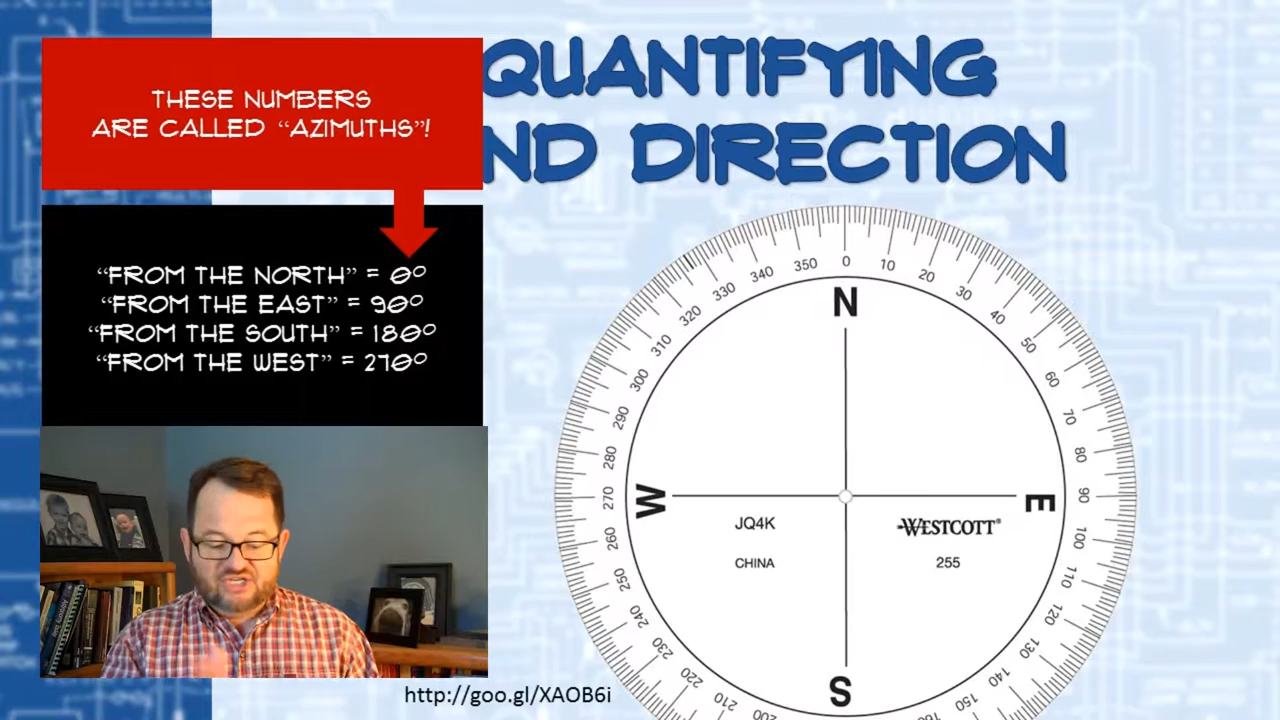 QUANTIFYING
ND DIRECTION
THESE NUMBERS
ARE CALLED “AZIMUTHS”!
“FROM THE NORTH” = 0°
“FROM THE EAST” = 90°
“FROM THE SOUTH” = 180°
“FROM THE WEST” = 270°
0
10
20
30
40
50
60
70
80
90
100
110
120
130
140
150
200
210
220
230
240
250
260
270
280
290
300
310
320
330
340
350
N
W
E
S
JQ4K
CHINA
WESTCOTT®
255
http://goo.gl/XAOB6i